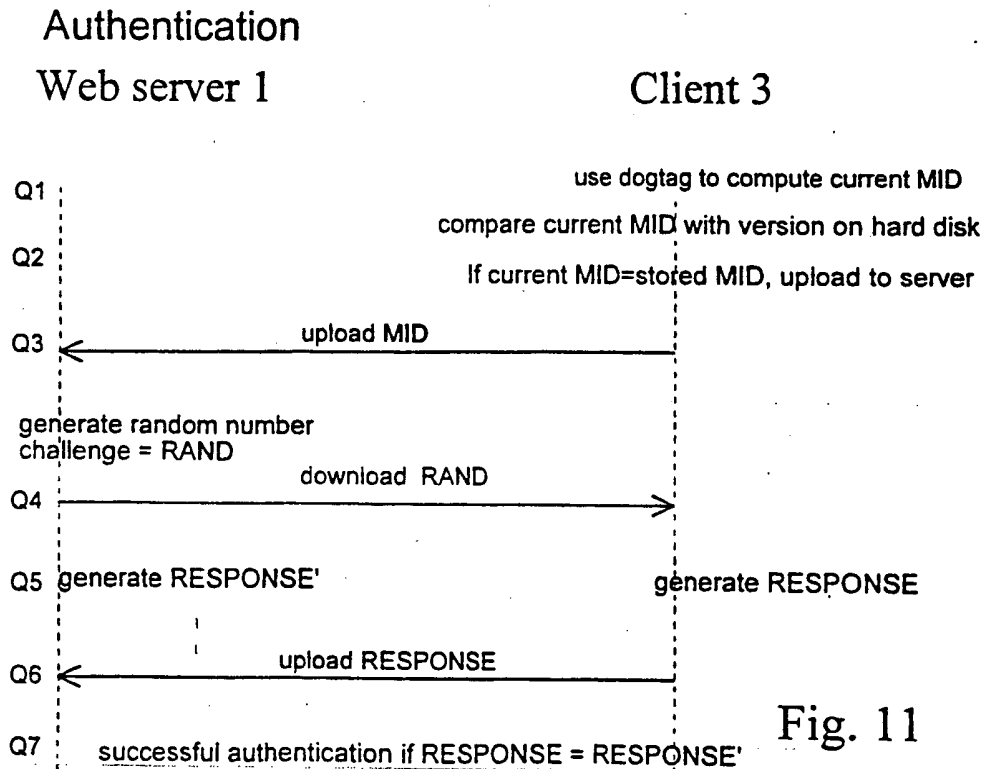 Authentication
Web server 1
Client 3
Q1
use dogtag to compute current MID
compare current MID with version on hard disk
Q2
If current MID=stored MID, upload to server
Q3
upload MID
generate random number
challenge = RAND
download RAND
Q4
Q5
generate RESPONSE'
generate RESPONSE
upload RESPONSE
Q6
Fig. 11
Q7
successful authentication if RESPONSE = RESPONSE'